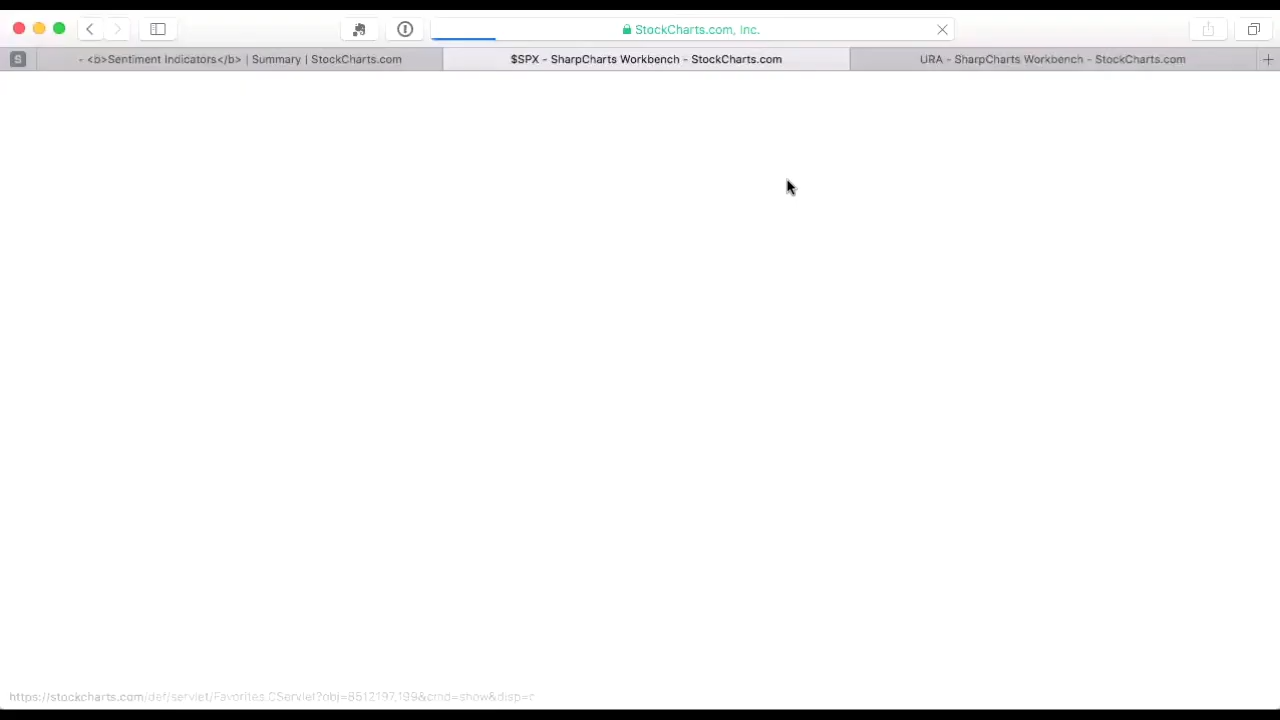 StockCharts.com, Inc.
S
- <b>Sentiment Indicators</b> | Summary | StockCharts.com
$SPX - SharpCharts Workbench - StockCharts.com
URA - SharpCharts Workbench - StockCharts.com
https://stockcharts.com/def/servlet/Favorites.CServlet?obj=8512197,199&cmd=show&disp=c